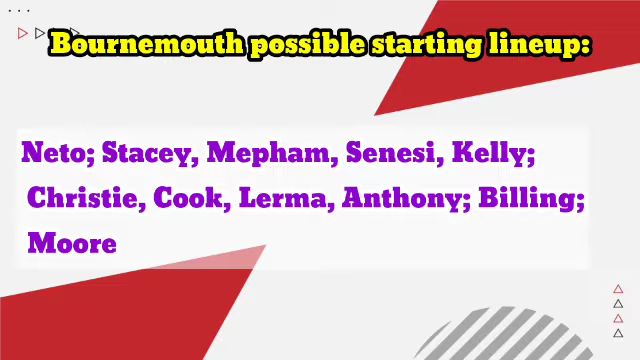 Bournemouth possible starting lineup:
Neto; Stacey, Mepham, Senesi, Kelly;
Christie, Cook, Lerma, Anthony; Billing;
Moore